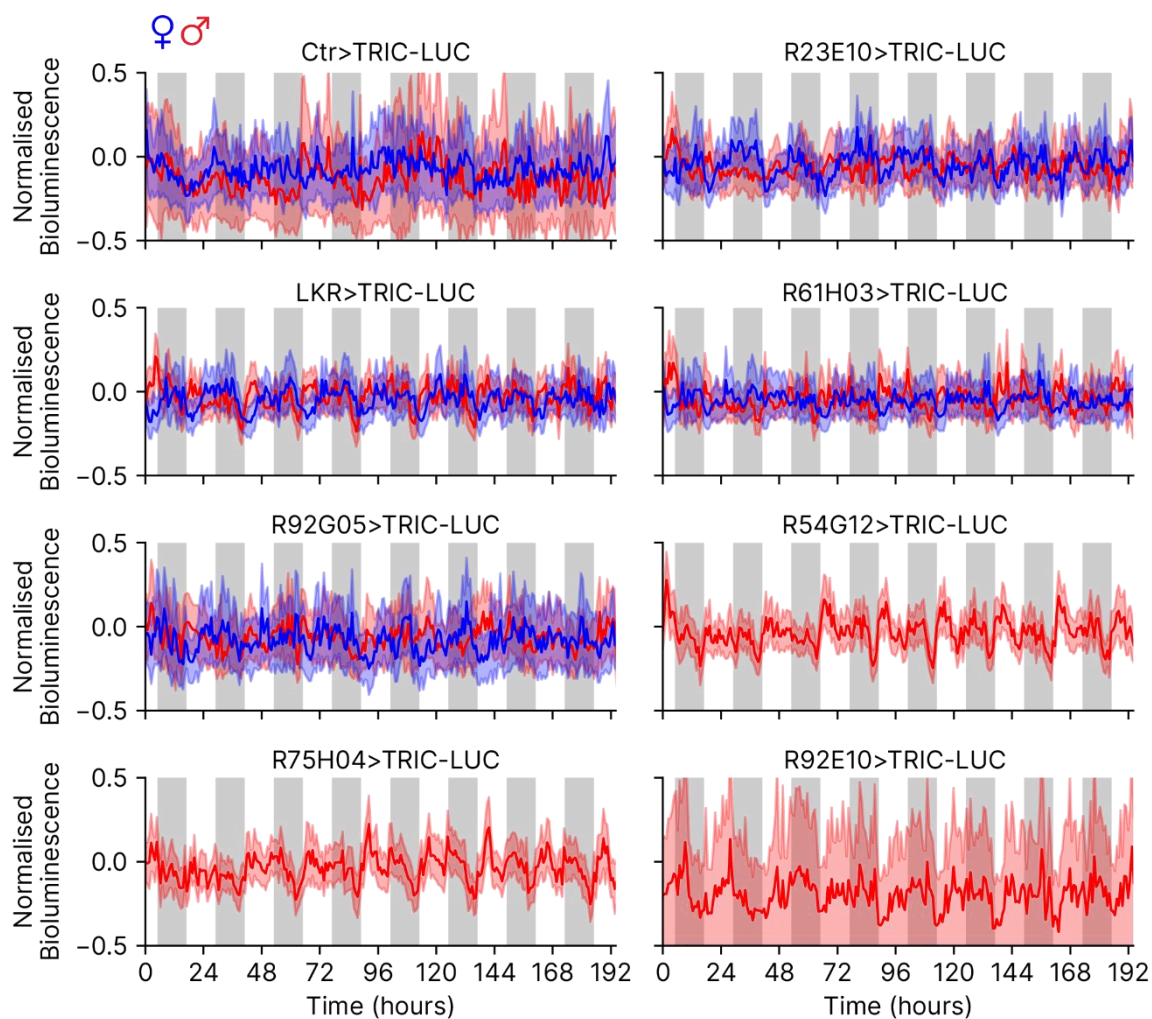 ♀♂
Ctr>TRIC-LUC
R23E10>TRIC-LUC
Normalised
Bioluminescence
0.5
0.0
−0.5
LKR>TRIC-LUC
R61H03>TRIC-LUC
Normalised
Bioluminescence
0.5
0.0
−0.5
R92G05>TRIC-LUC
R54G12>TRIC-LUC
Normalised
Bioluminescence
0.5
0.0
−0.5
R75H04>TRIC-LUC
R92E10>TRIC-LUC
Normalised
Bioluminescence
0.5
0.0
−0.5
0 24 48 72 96 120 144 168 192
0 24 48 72 96 120 144 168 192
Time (hours)
Time (hours)